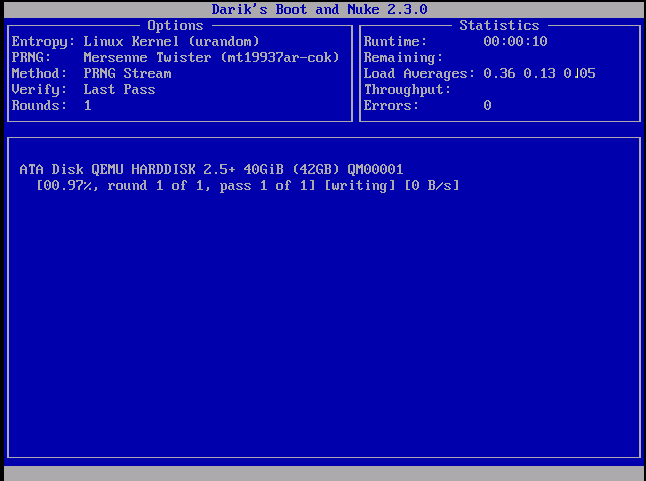 Darik's Boot and Nuke 2.3.0
Options
Entropy: Linux Kernel (urandom)
PRNG: Mersenne Twister (mt19937ar-cok)
Method: PRNG Stream
Verify: Last Pass
Rounds: 1
Statistics
Runtime: 00:00:10
Remaining:
Load Averages: 0.36 0.13 0.05
Throughput:
Errors: 0
ATA Disk QEMU HARDDISK 2.5+ 40GiB (42GB) QM00001
[00.97%, round 1 of 1, pass 1 of 1] [writing] [0 B/s]